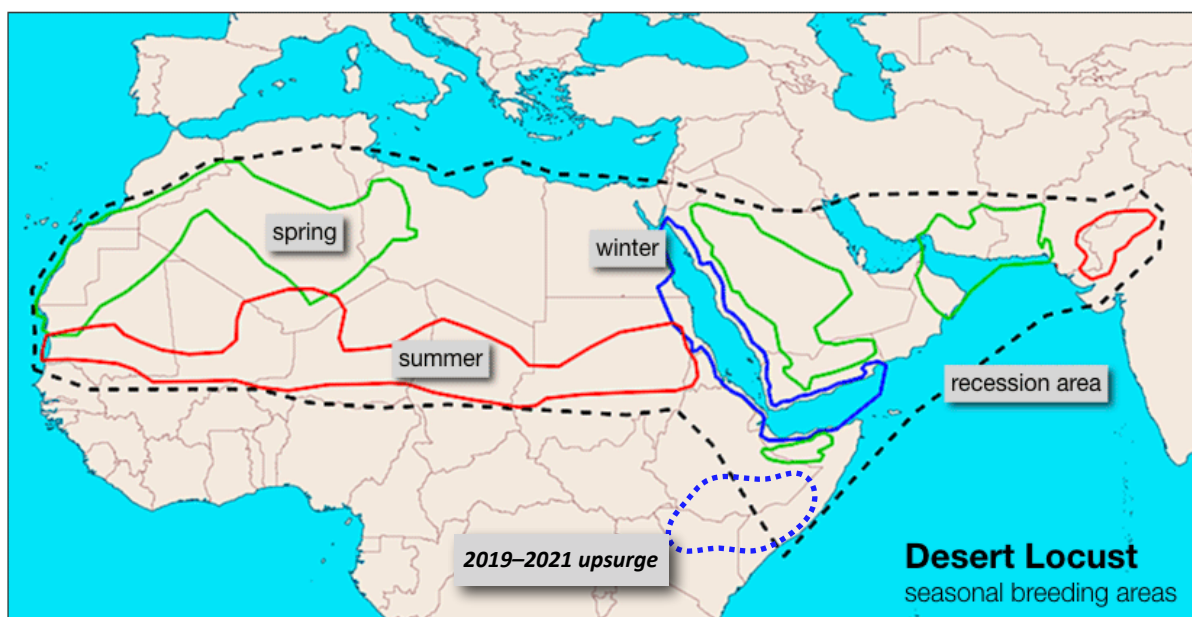 spring
winter
summer
recession area
2019–2021 upsurge
Desert Locust
seasonal breeding areas